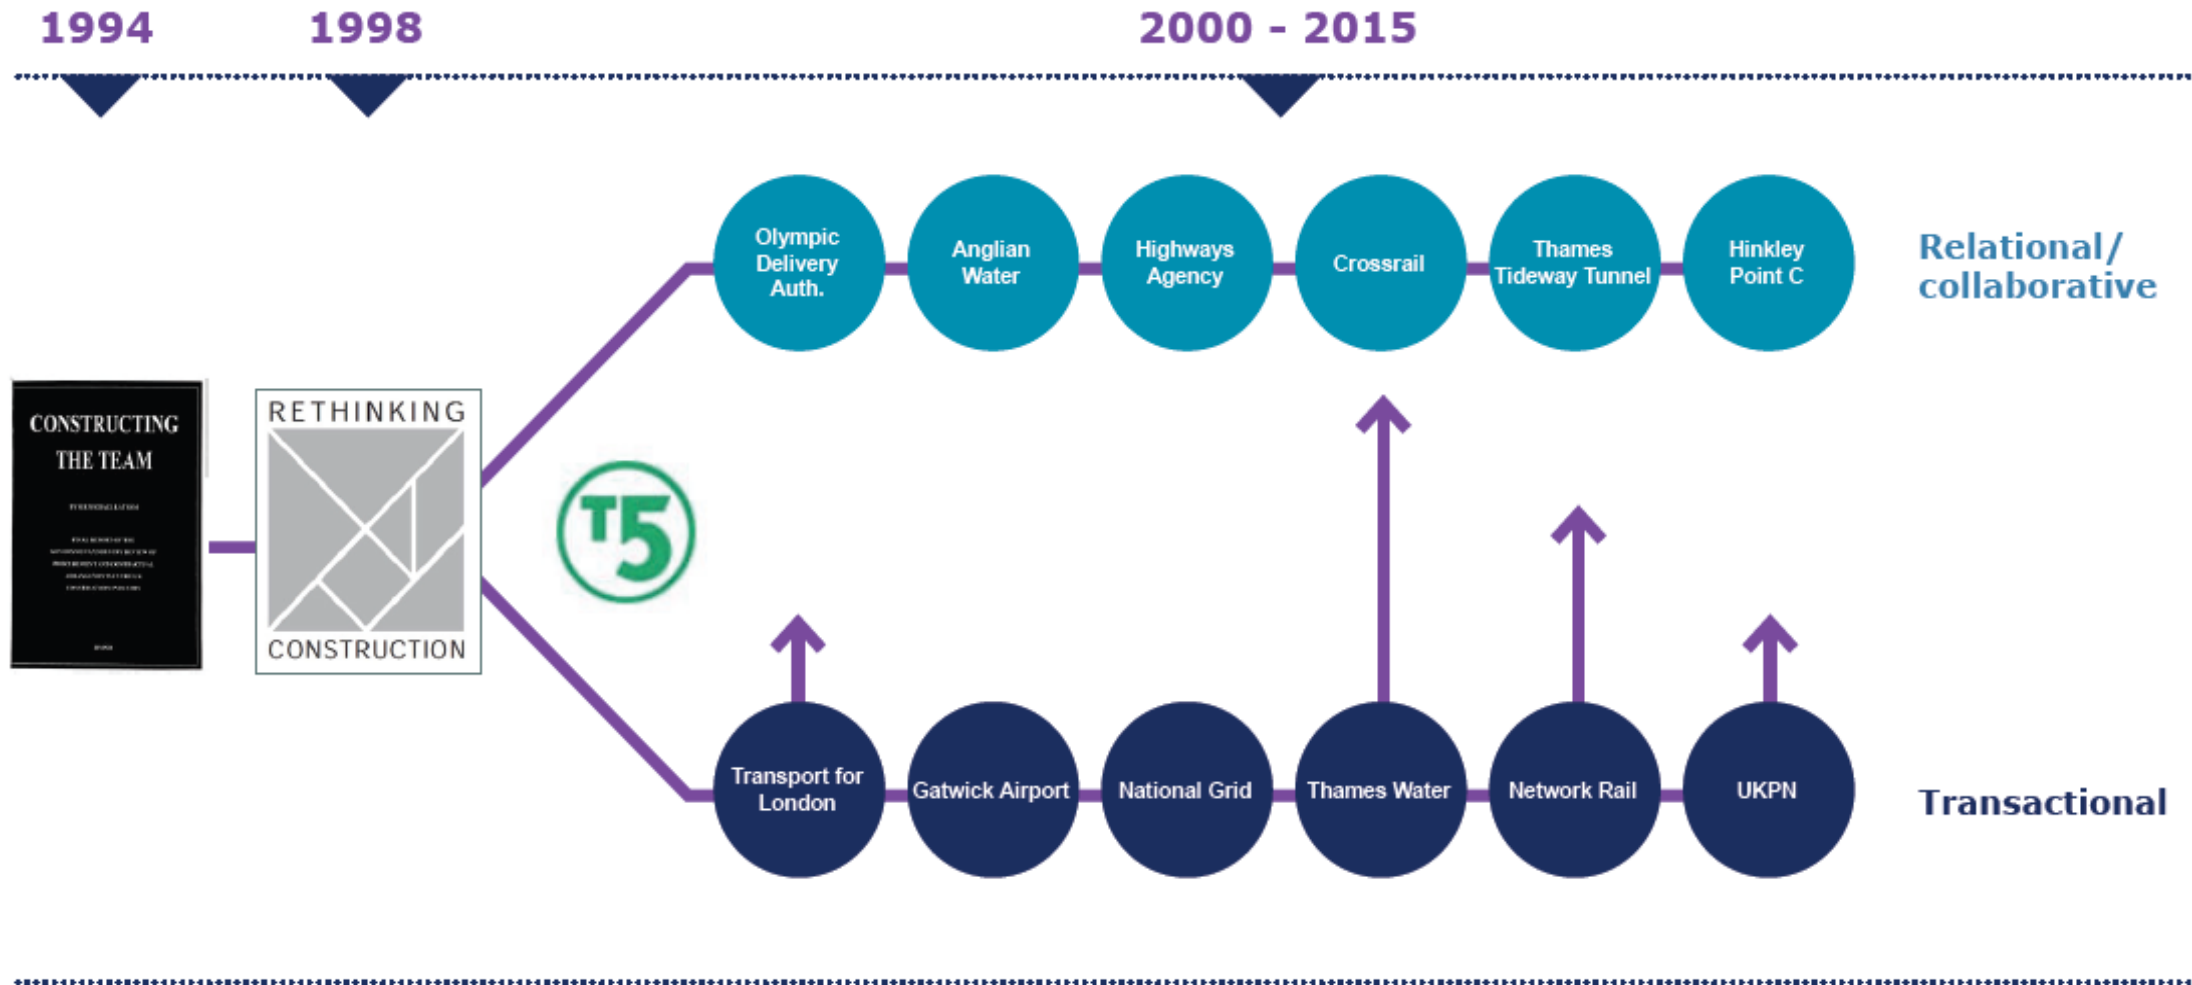 1994
1998
2000 - 2015
Olympic
Delivery
Auth.
Anglian
Water
Highways
Agency
Crossrail
Thames
Tideway Tunnel
Hinkley
Point C
Relational/
collaborative
CONSTRUCTING
THE TEAM
RETHINKING
CONSTRUCTION
T5
Transport for
London
Gatwick Airport
National Grid
Thames Water
Network Rail
UKPN
Transactional